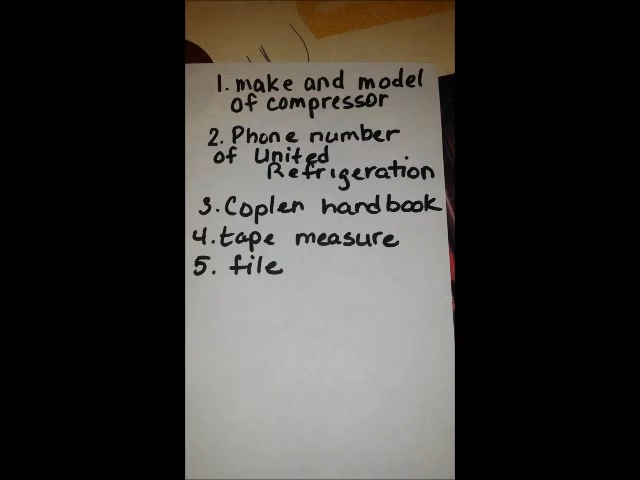 1. make and model
of compressor
2. Phone number
of United
Refrigeration
3. Coplen handbook
4. tape measure
5. file